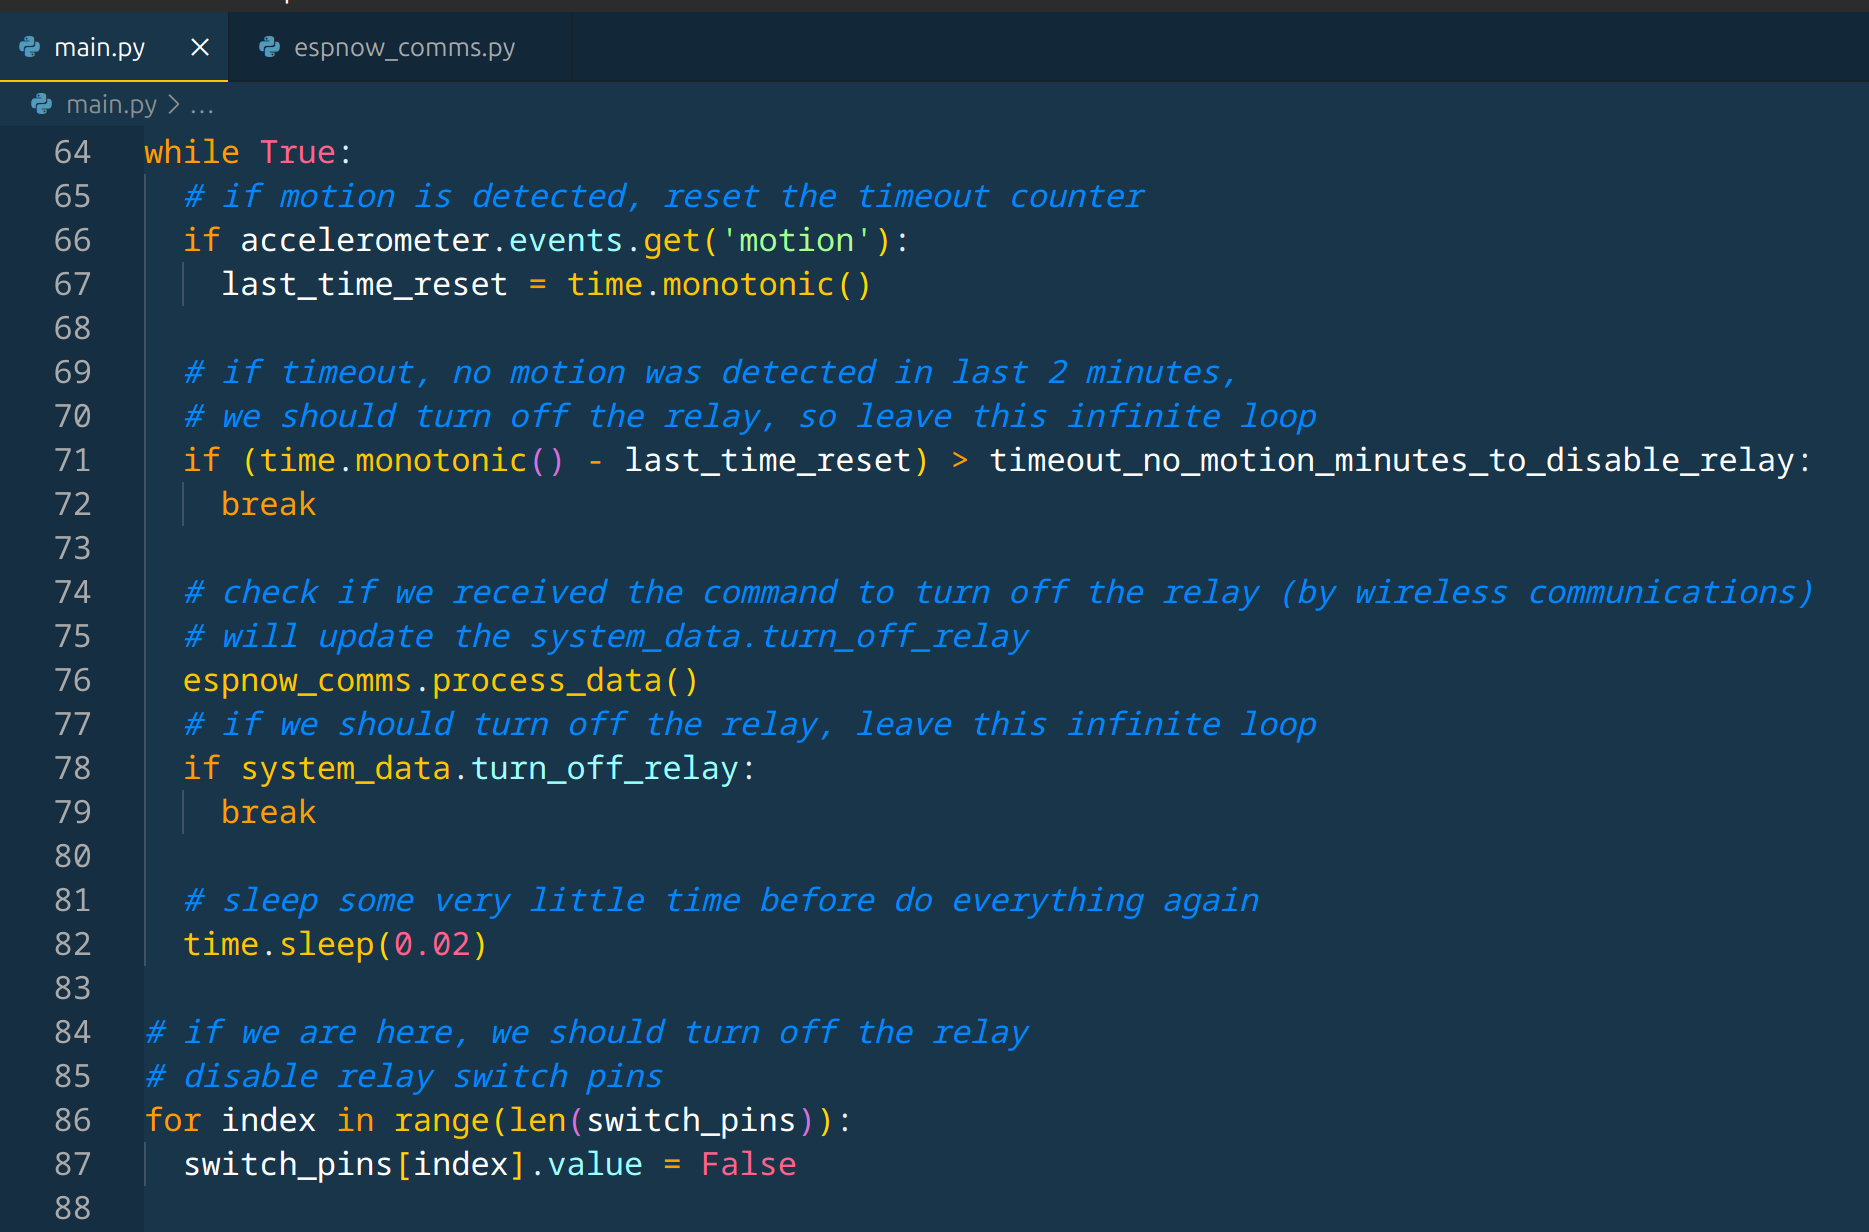 main.py
espnow_comms.py
main.py > ...
64 while True:
65 # if motion is detected, reset the timeout counter
66 if accelerometer.events.get('motion'):
67 last_time_reset = time.monotonic()
68
69 # if timeout, no motion was detected in last 2 minutes,
70 # we should turn off the relay, so leave this infinite loop
71 if (time.monotonic() - last_time_reset) > timeout_no_motion_minutes_to_disable_relay:
72 break
73
74 # check if we received the command to turn off the relay (by wireless communications)
75 # will update the system_data.turn_off_relay
76 espnow_comms.process_data()
77 # if we should turn off the relay, leave this infinite loop
78 if system_data.turn_off_relay:
79 break
80
81 # sleep some very little time before do everything again
82 time.sleep(0.02)
83
84 # if we are here, we should turn off the relay
85 # disable relay switch pins
86 for index in range(len(switch_pins)):
87 switch_pins[index].value = False
88